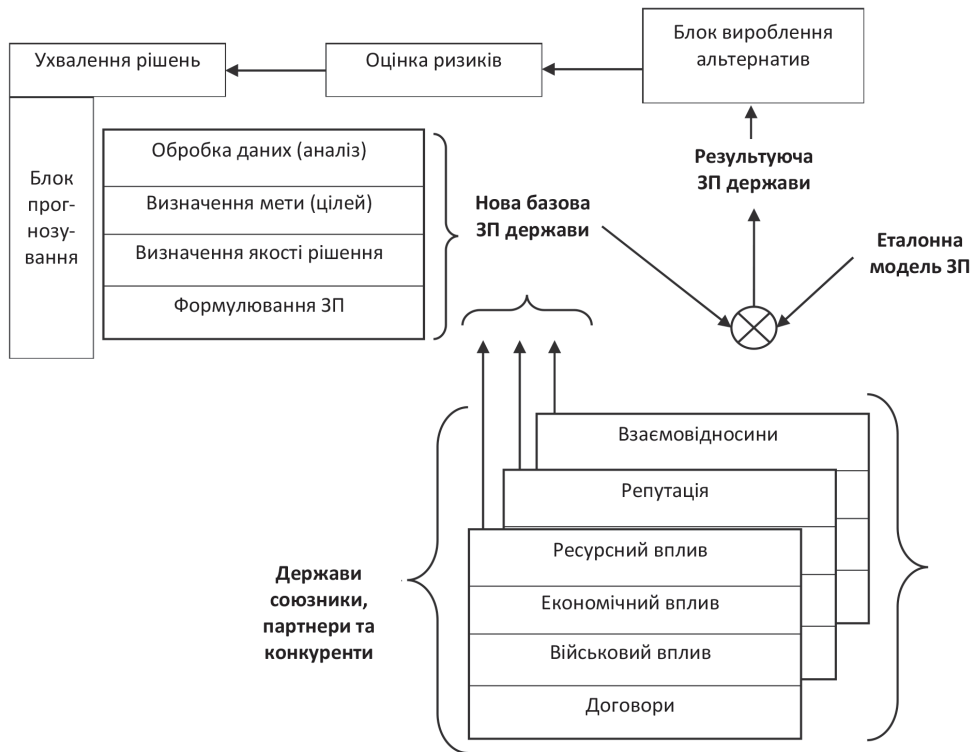 Ухвалення рішень
Оцінка ризиків
Блок вироблення
альтернатив
Блок
прог-
нозу-
вання
Обробка даних (аналіз)
Визначення мети (цілей)
Визначення якості рішення
Формулювання ЗП
Нова базова
ЗП держави
Результуюча
ЗП держави
Еталонна
модель ЗП
Взаємовідносини
Репутація
Ресурсний вплив
Економічний вплив
Військовий вплив
Договори
Держави
союзники,
партнери та
конкуренти